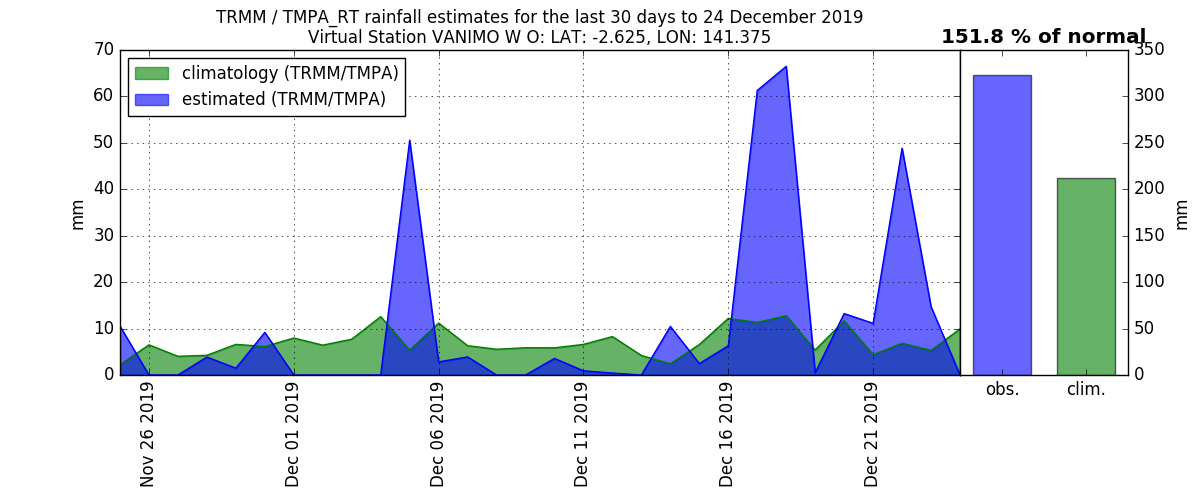 TRMM / TMPA_RT rainfall estimates for the last 30 days to 24 December 2019
Virtual Station VANIMO W O: LAT: -2.625, LON: 141.375
151.8 % of normal
climatology (TRMM/TMPA)
estimated (TRMM/TMPA)
mm
70
60
50
40
30
20
10
0
Nov 26 2019
Dec 01 2019
Dec 06 2019
Dec 11 2019
Dec 16 2019
Dec 21 2019
obs.
clim.
350
300
250
200
150
100
50
0
mm